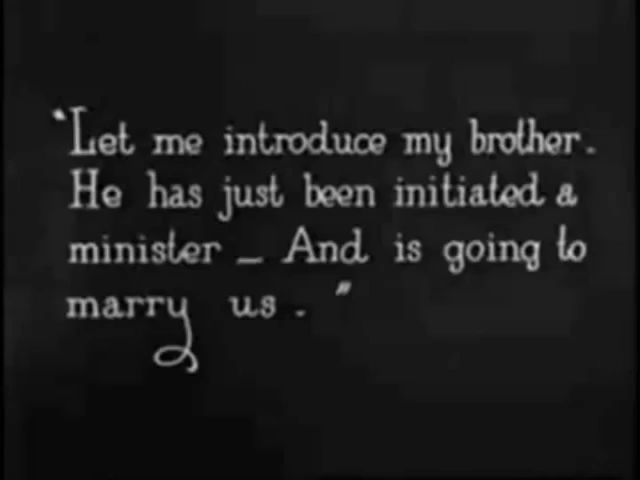 "Let me introduce my brother.
He has just been initiated a
minister _ And is going to
marry us. "